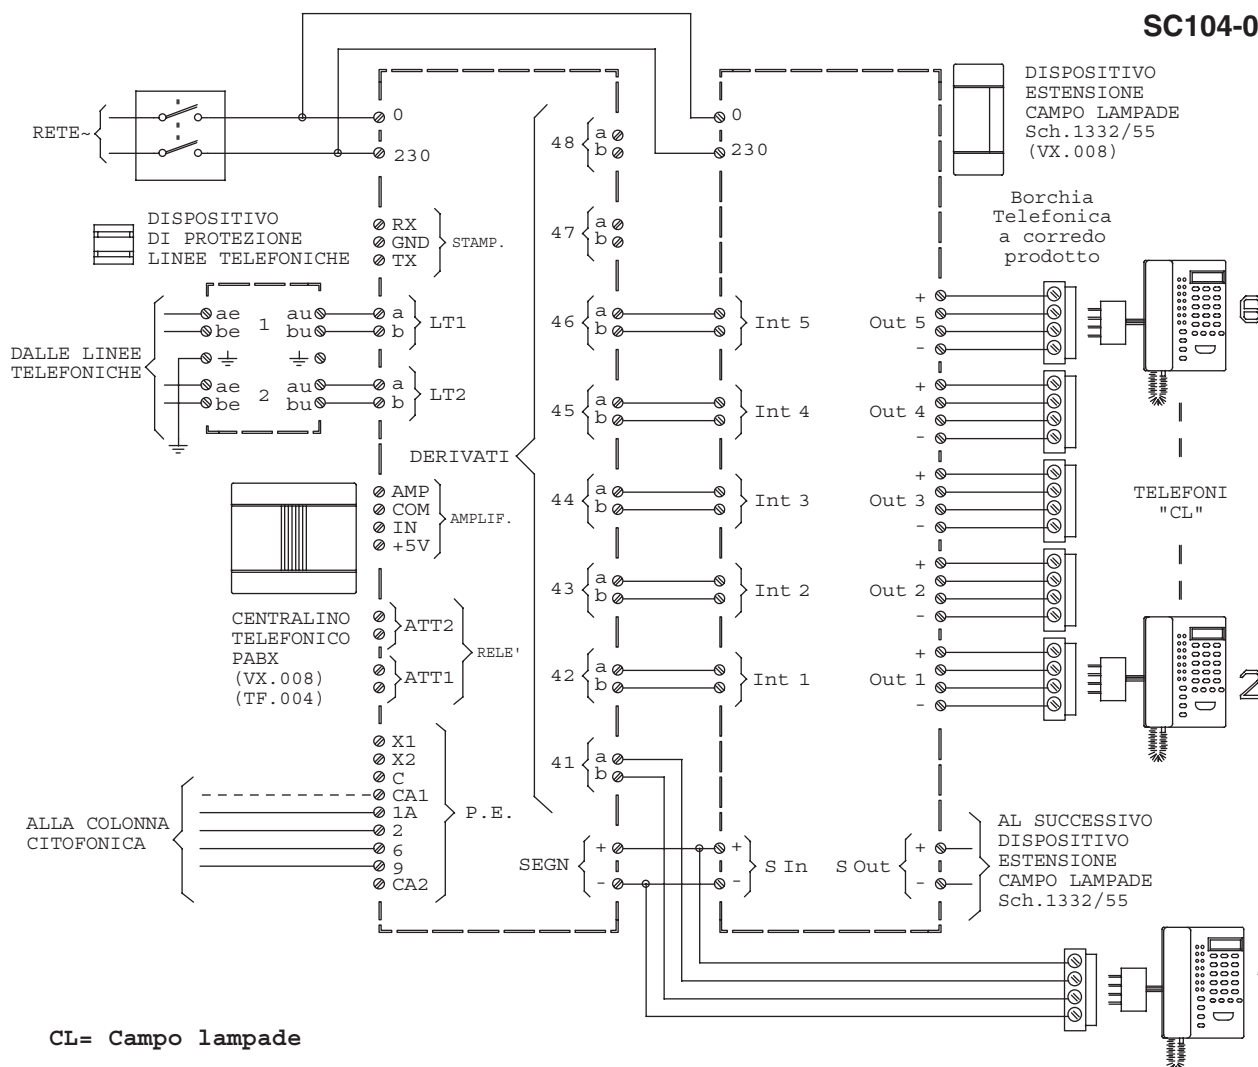 SC104-0
RETE~
0
230
DISPOSITIVO
DI PROTEZIONE
LINEE TELEFONICHE
RX
GND
TX
STAMP.
DALLE LINEE
TELEFONICHE
ae
be
1
au
bu
ae
be
2
au
bu
a
b
LT1
a
b
LT2
DERIVATI
AMP
COM
IN
+5V
AMPLIF.
CENTRALINO
TELEFONICO
PABX
(VX.008)
(TF.004)
ATT2
ATT1
RELE'
X1
X2
C
CA1
1A
2
6
9
CA2
P.E.
ALLA COLONNA
CITOFONICA
48 a
b
47 a
b
46 a
b
45 a
b
44 a
b
43 a
b
42 a
b
41 a
b
SEGN + -
0
230
Int 5
Int 4
Int 3
Int 2
Int 1
+ - S In
Out 5 + -
Out 4 + -
Out 3 + -
Out 2 + -
Out 1 + -
S Out + -
DISPOSITIVO
ESTENSIONE
CAMPO LAMPADE
Sch.1332/55
(VX.008)
Borchia
Telefonica
a corredo
prodotto
6
TELEFONI
"CL"
2
AL SUCCESSIVO
DISPOSITIVO
ESTENSIONE
CAMPO LAMPADE
Sch.1332/55
CL= Campo lampade